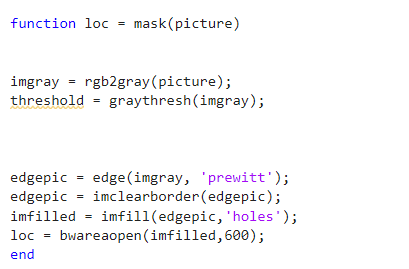 function loc = mask(picture)
imgray = rgb2gray(picture);
threshold = graythresh(imgray);
edgepic = edge(imgray, 'prewitt');
edgepic = imclearborder(edgepic);
imfilled = imfill(edgepic,'holes');
loc = bwareaopen(imfilled,600);
end